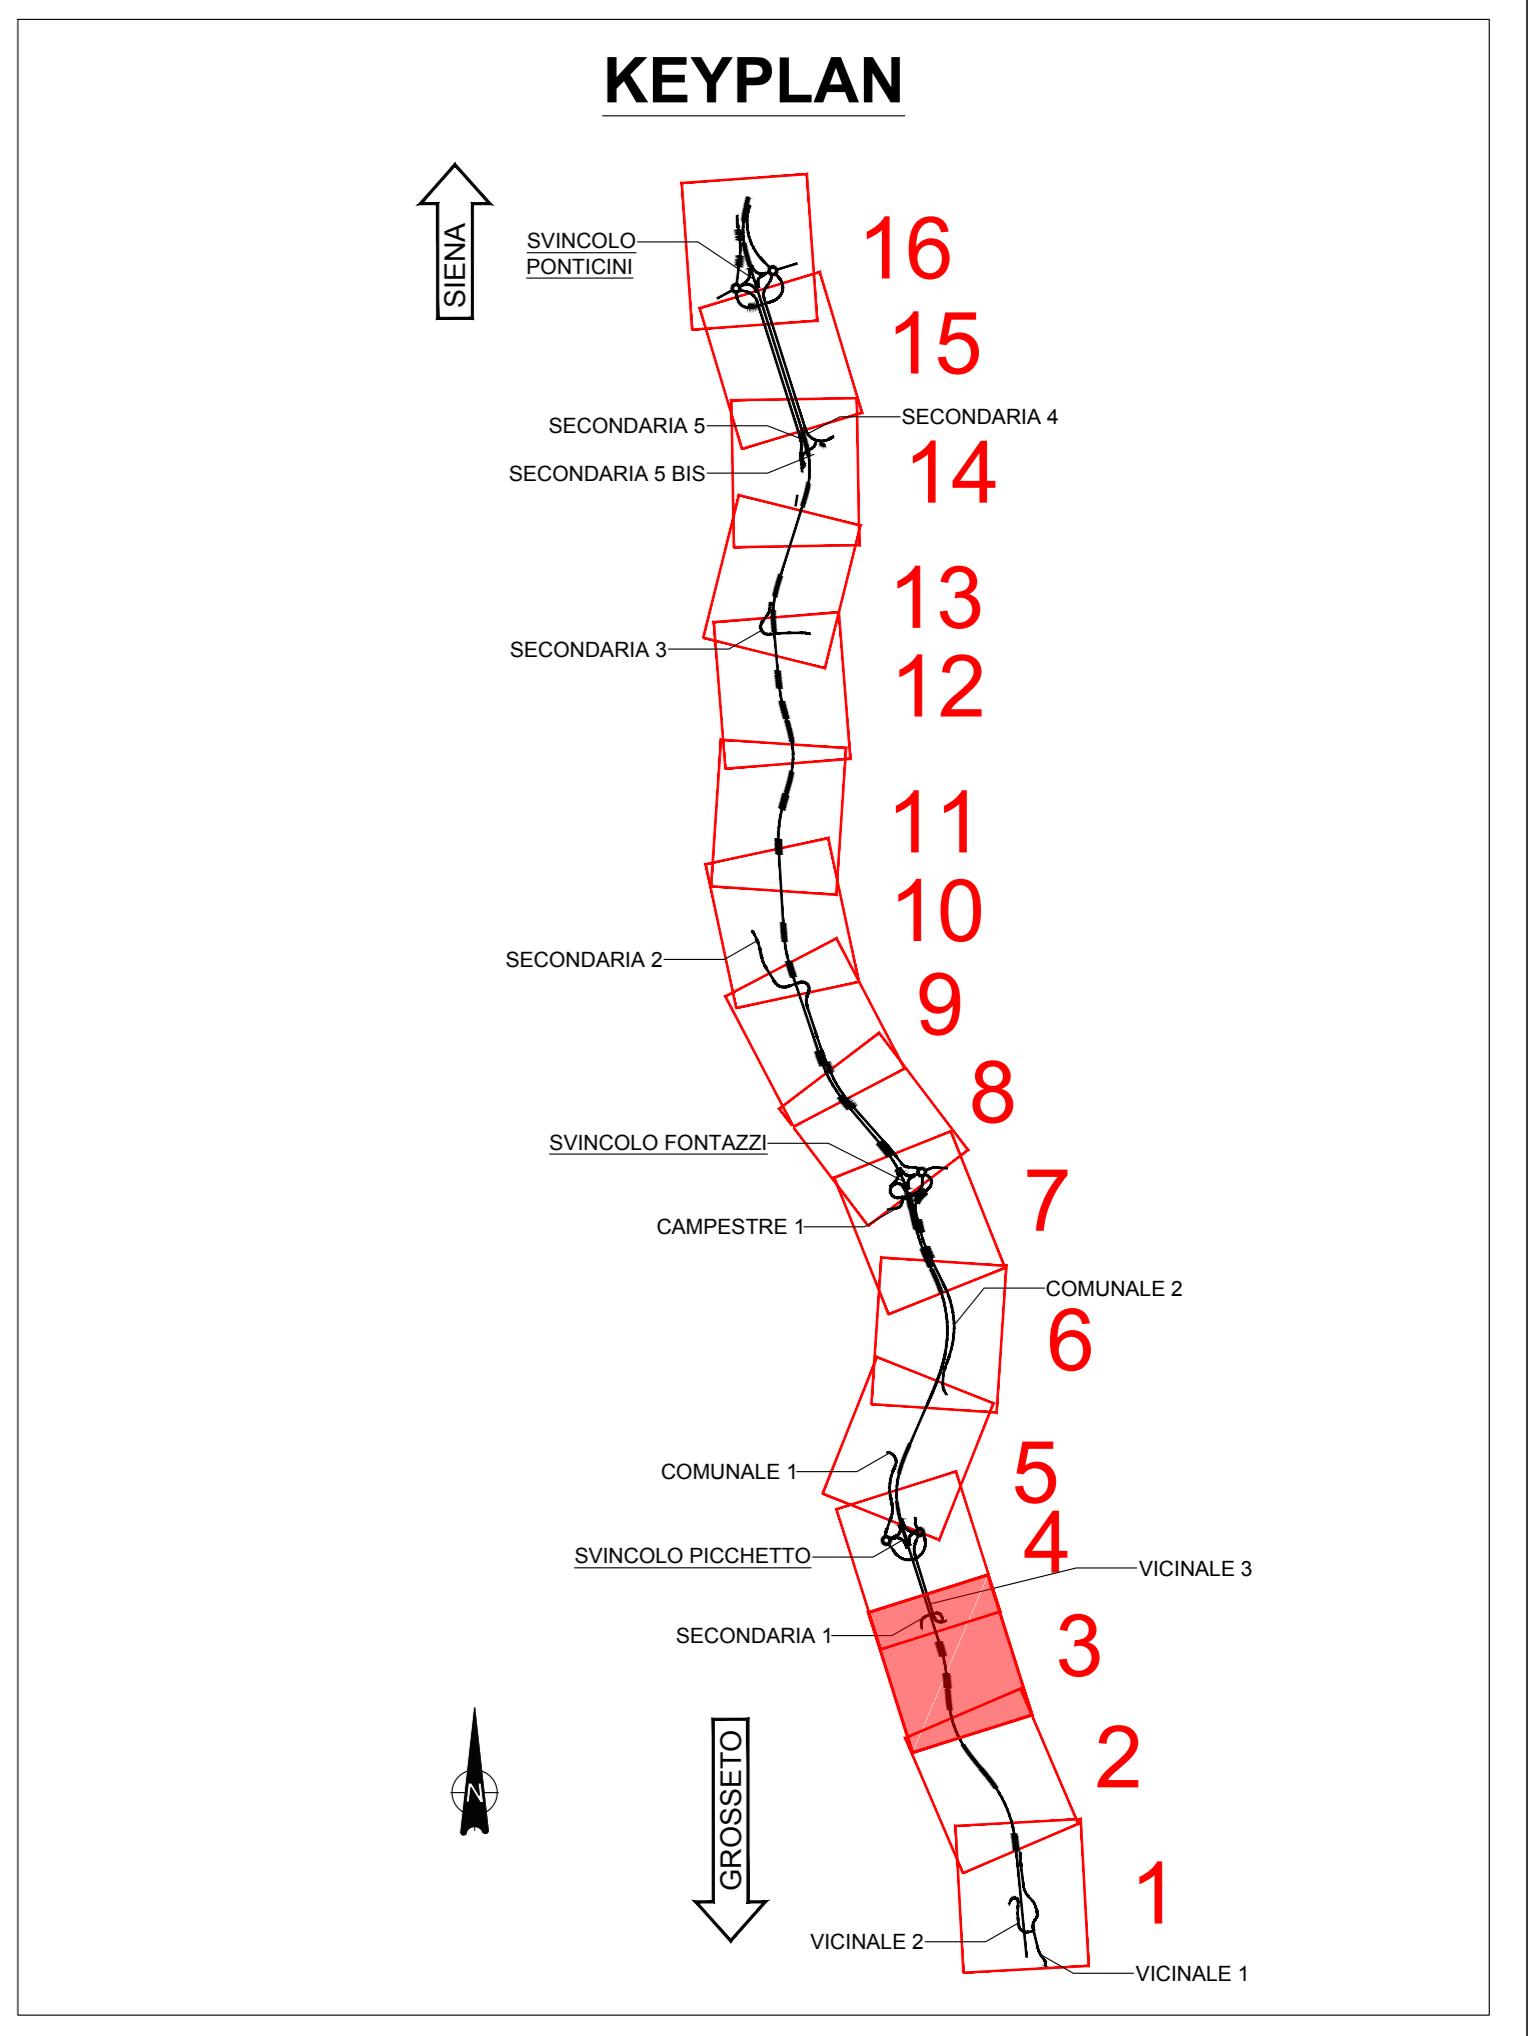 KEYPLAN
SIENA
SVINCOLO
PONTICINI
16
15
SECONDARIA 4
SECONDARIA 5
SECONDARIA 5 BIS
14
13
SECONDARIA 3
12
11
10
SECONDARIA 2
9
8
SVINCOLO FONTAZZI
7
CAMPESTRE 1
COMUNALE 2
6
COMUNALE 1
5
4
SVINCOLO PICCHETTO
VICINALE 3
SECONDARIA 1
3
2
N
GROSSETO
1
VICINALE 2
VICINALE 1